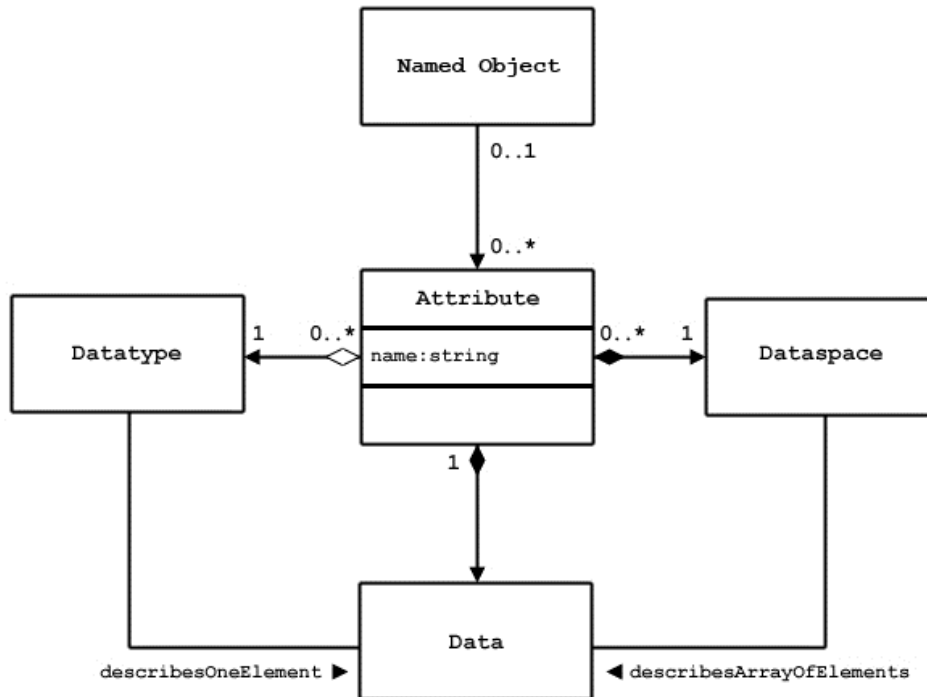 Named Object
0..1
0..*
Attribute
Datatype
1
0..*
name:string
0..*
1
Dataspace
1
Data
describesOneElement ►
◄ describesArrayOfElements